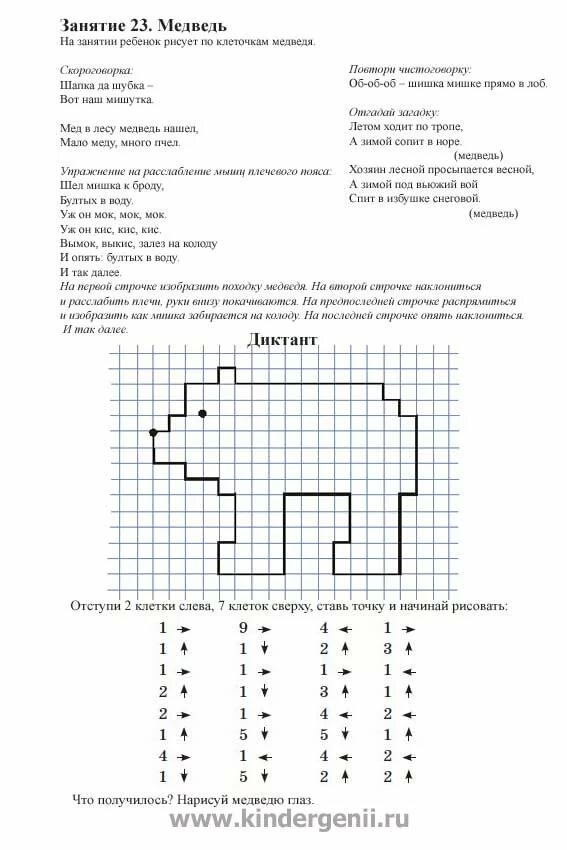 Занятие 23. Медведь
На занятии ребенок рисует по клеточкам медведя.
Скороговорка:
Шапка да шубка –
Вот наш мишутка.
Мед в лесу медведь нашел,
Мало меду, много пчел.
Упражнение на расслабление мышц плечевого пояса:
Шел мишка к броду,
Бултых в воду.
Уж он мок, мок, мок.
Уж он кис, кис, кис.
Вымок, выкис, залез на колоду
И опять: бултых в воду.
И так далее.
Повтори чистоговорку:
Об-об-об – шишка мишке прямо в лоб.
Отгадай загадку:
Летом ходит по тропе,
А зимой сопит в норе.
(медведь)
Хозяин лесной просыпается весной,
А зимой под вьюжий вой
Спит в избушке снеговой.
(медведь)
На первой строчке изобразить походку медведя. На второй строчке наклониться
и расслабить плечи, руки внизу покачиваются. На предпоследней строчке распрямиться
и изобразить как мишка забирается на колоду. На последней строчке опять наклониться.
И так далее.
Диктант
Отступи 2 клетки слева, 7 клеток сверху, ставь точку и начинай рисовать:
1 → 9 → 4 ← 1 →
1 ↑ 1 ↓ 2 ↑ 3 ↑
1 → 1 → 1 → 1 ←
2 ↑ 1 ↓ 3 ↑ 1 ↑
2 → 1 → 4 ← 2 ←
1 ↑ 5 ↓ 5 ↓ 1 ↑
4 → 1 ← 4 ← 2 ←
1 ↓ 5 ↓ 2 ↑ 2 ↑
Что получилось? Нарисуй медведю глаз.
www.kindergenii.ru